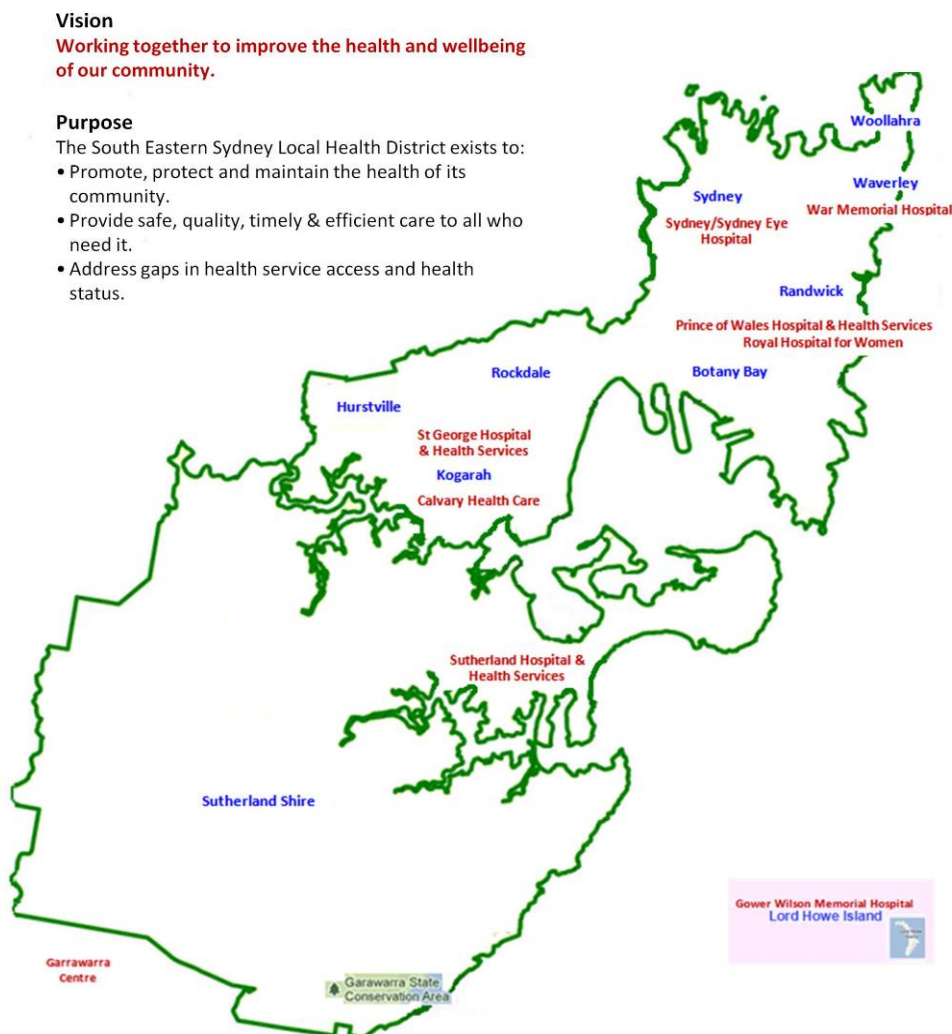 Vision
Working together to improve the health and wellbeing
of our community.
Purpose
The South Eastern Sydney Local Health District exists to:
• Promote, protect and maintain the health of its
community.
• Provide safe, quality, timely & efficient care to all who
need it.
• Address gaps in health service access and health
status.
Woollahra
Waverley
War Memorial Hospital
Sydney
Sydney/Sydney Eye
Hospital
Randwick
Prince of Wales Hospital & Health Services
Royal Hospital for Women
Rockdale
Botany Bay
Hurstville
St George Hospital
& Health Services
Kogarah
Calvary Health Care
Sutherland Hospital &
Health Services
Sutherland Shire
Gower Wilson Memorial Hospital
Lord Howe Island
Garrawarra
Centre
Garawarra State
Conservation Area